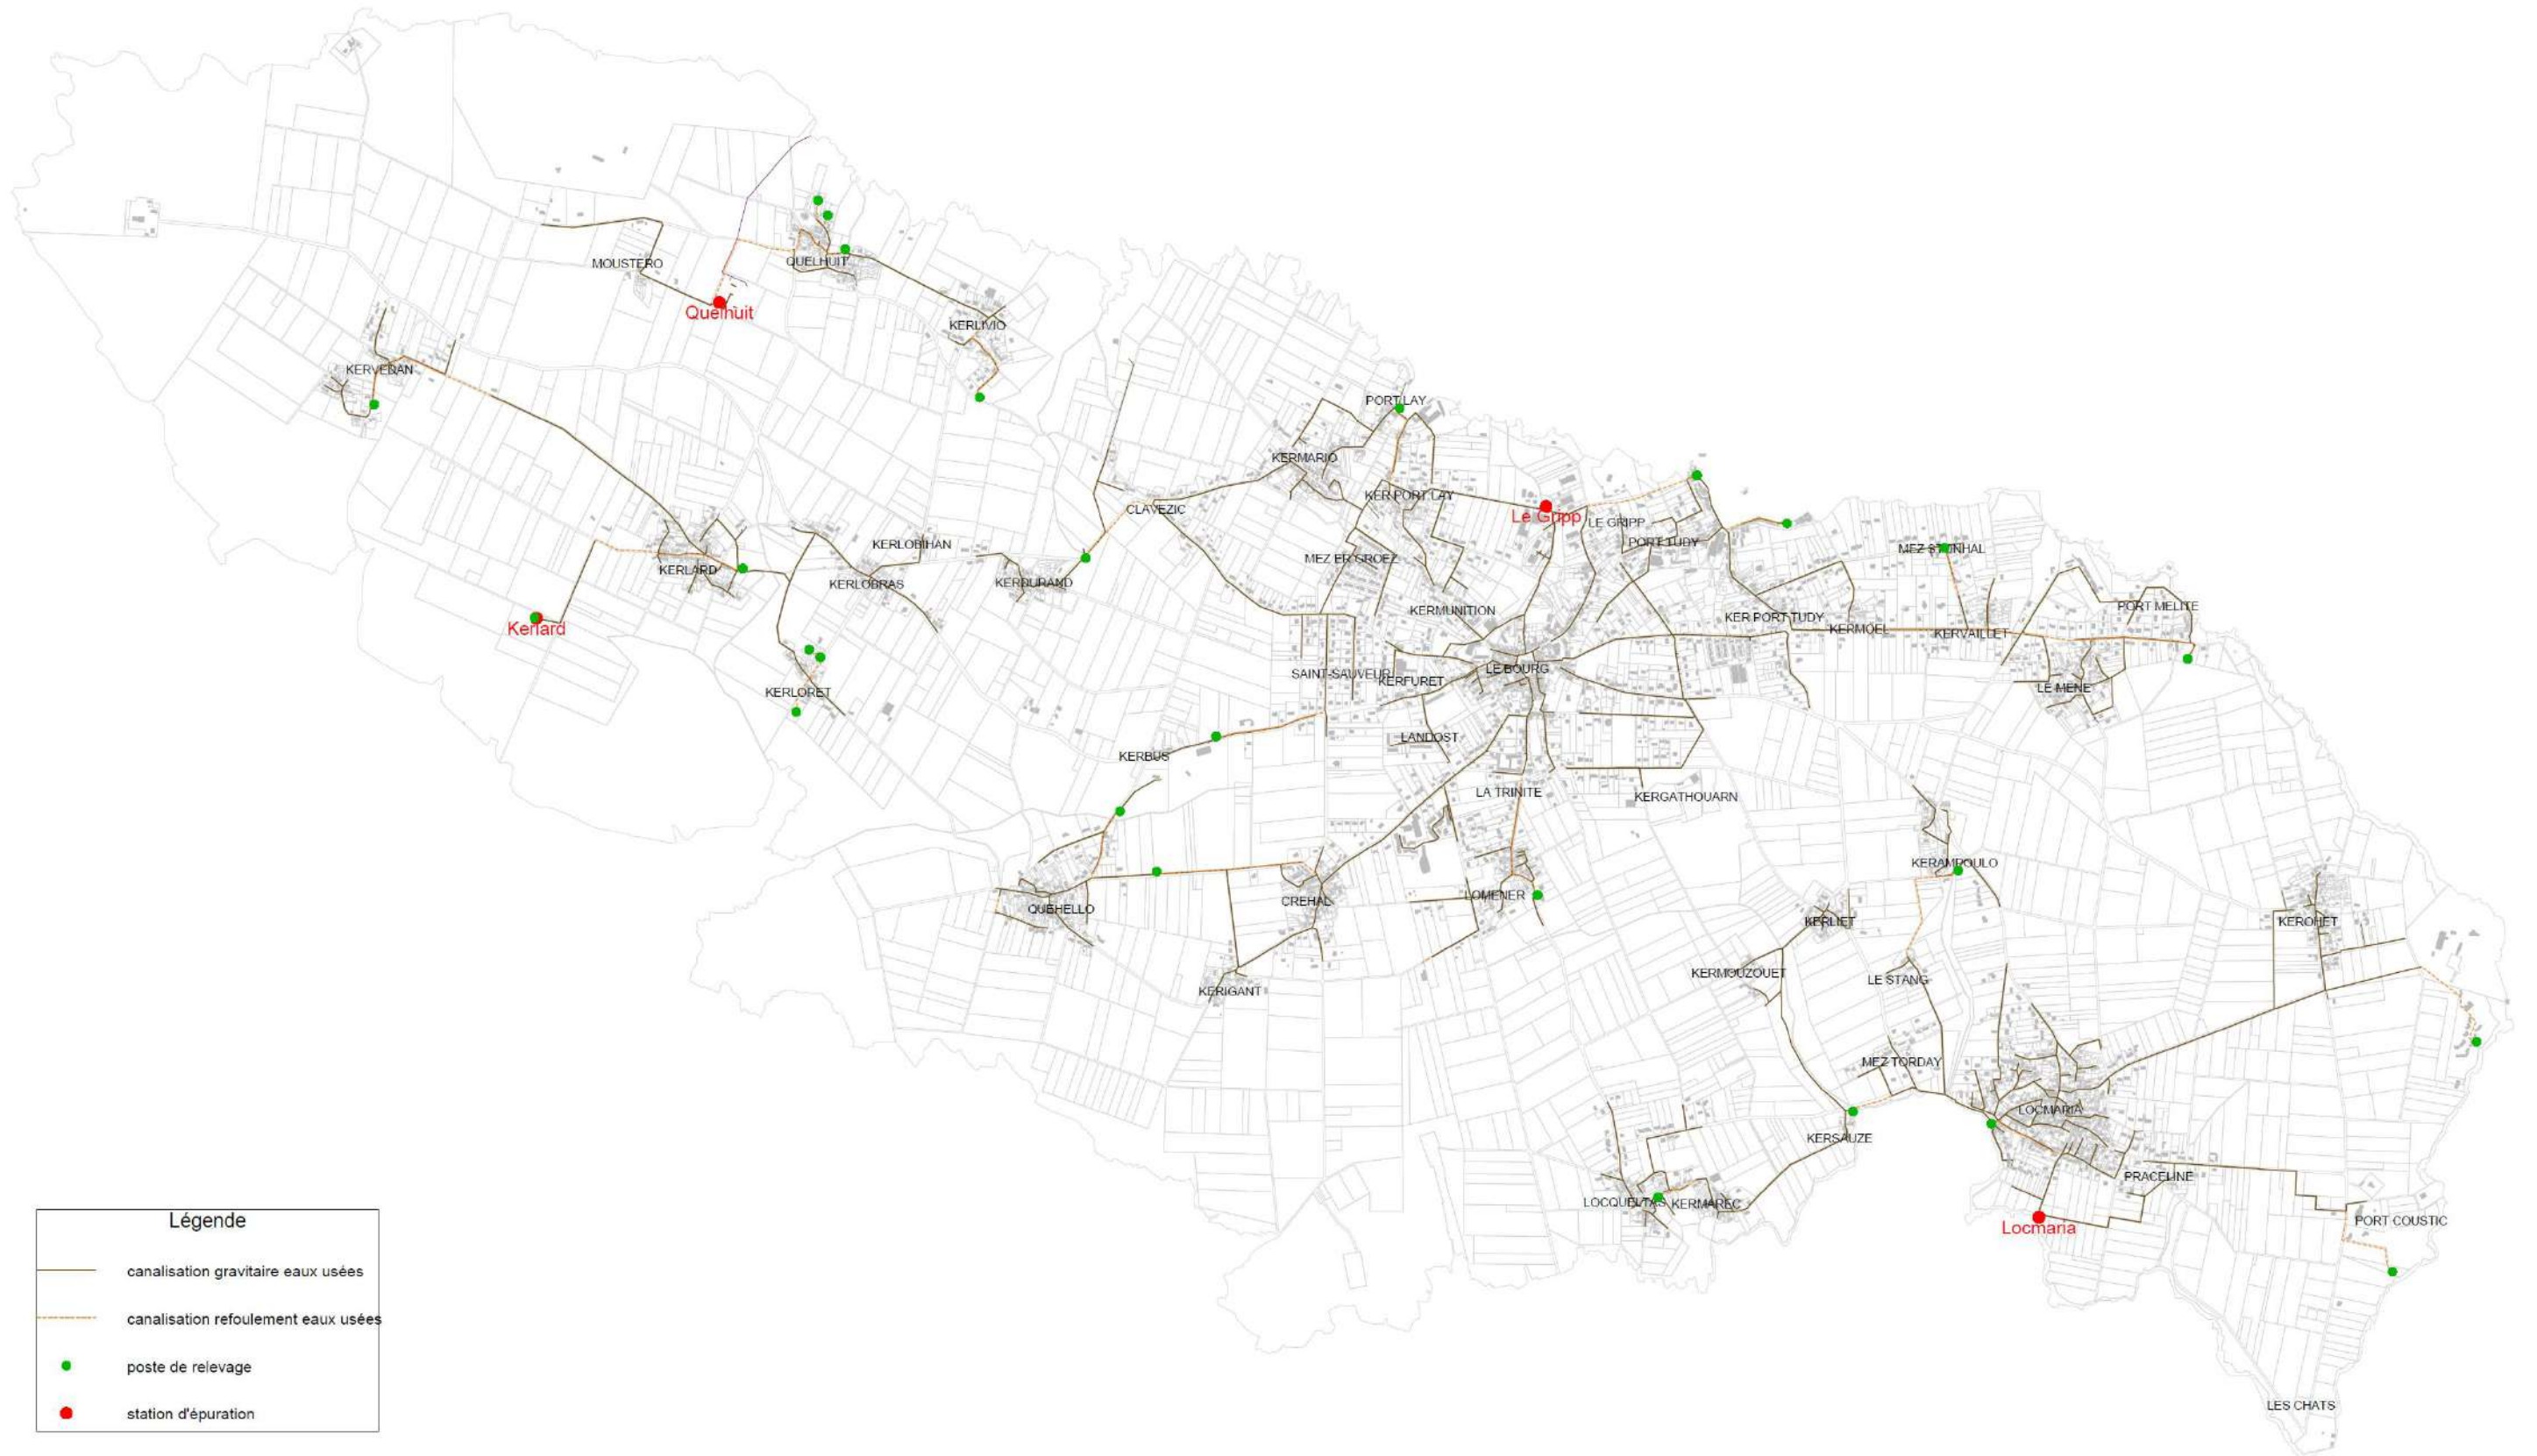 MOUSTERO
QUELHUIT
Quelhuit
KERLIVIO
KERVEDAN
PORT LAY
KERMARIO
KER PORT LAY
CLAVEZIC
Le Gripp
LE GRIPP
PORT TUDY
MEZ STANHAL
KERLOBIHAN
MEZ ER GROEZ
KERLARD
KERLOBRAS
KERBURAND
KERMUNITION
PORT MELITE
KER PORT TUDY
Kerlard
KERMOEL
KERVAILLET
LE BOURG
SAINT-SAUVEUR
KERFURET
KERLORET
LE MENE
LANDOST
KERBUS
LA TRINITE
KERGATHOUARN
KERAMPOULO
LOMENER
CREHAL
QUEHELLO
KERLIET
KEROHET
KERMOUZOUET
LE STANG
KERIGANT
MEZ TORDAY
LOCMARIA
KERSAUZE
PRACELINE
LOCQUELTAS
KERMAREC
PORT COUSTIC
Locmaria
LES CHATS
Légende
canalisation gravitaire eaux usées
canalisation refoulement eaux usées
poste de relevage
station d'épuration